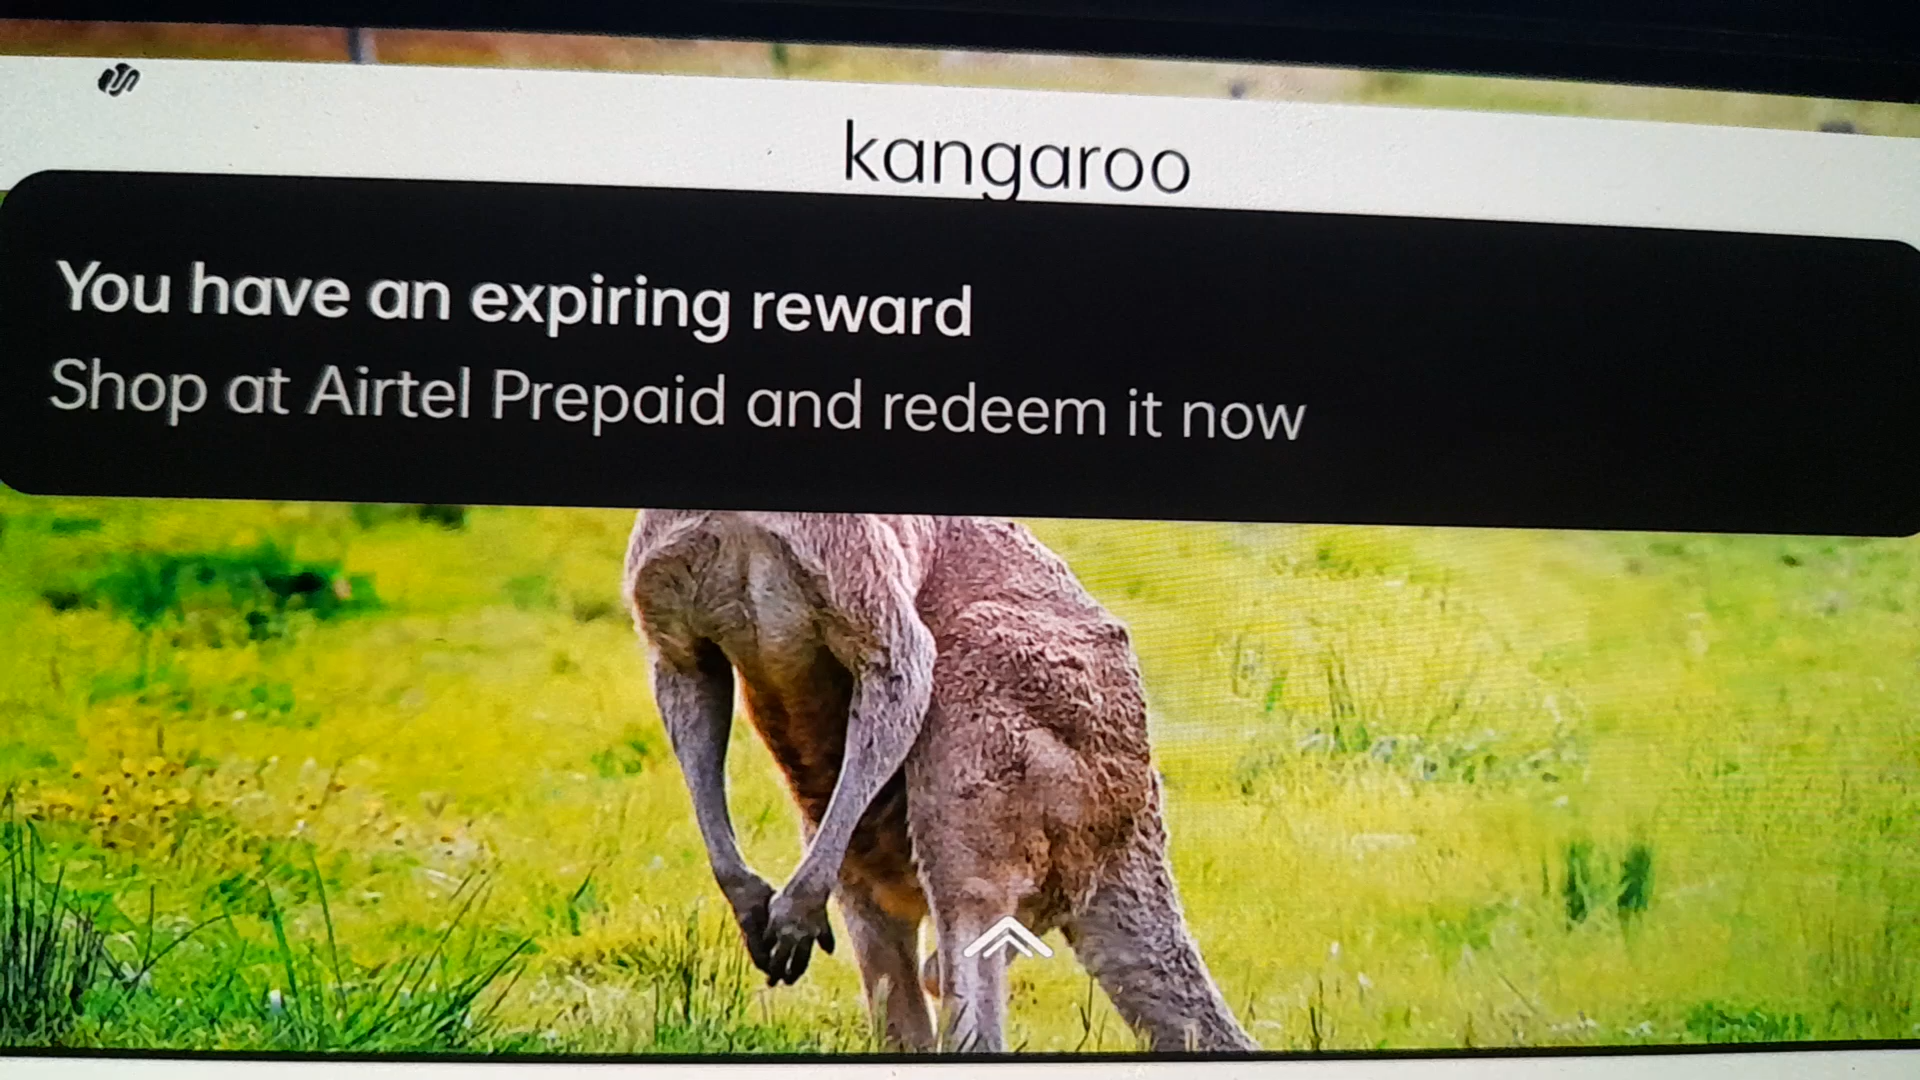 kangaroo
You have an expiring reward
Shop at Airtel Prepaid and redeem it now